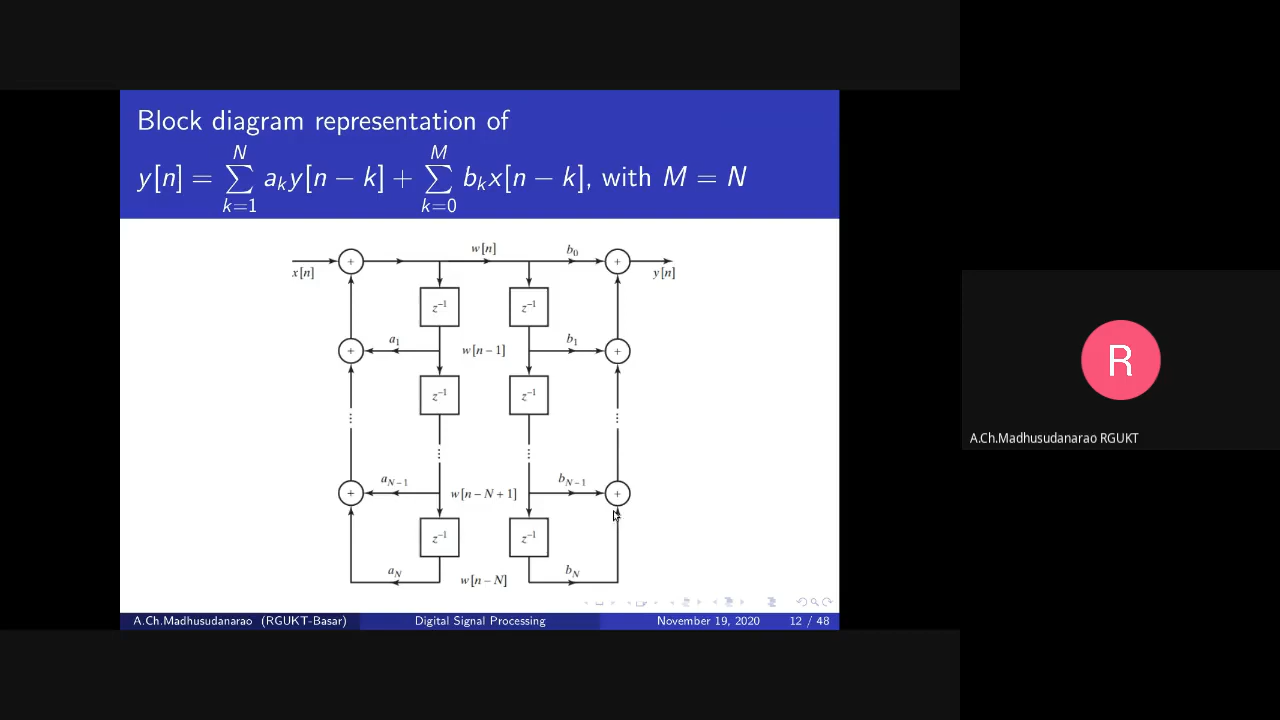 Block diagram representation of
y[n] = \sum_{k=1}^{N} a_k y[n − k] + \sum_{k=0}^{M} b_k x[n − k], with M = N
w[n] b_0
+ +
x[n] y[n]
z^{−1} z^{−1}
a_1 b_1
+ w[n − 1] +
z^{−1} z^{−1}
⋮ ⋮
⋮ ⋮
a_{N−1} b_{N−1}
+ w[n − N + 1] +
z^{−1} z^{−1}
a_N b_N
w[n − N]
A.Ch.Madhusudanarao (RGUKT-Basar) Digital Signal Processing November 19, 2020 12 / 48
R
A.Ch.Madhusudanarao RGUKT